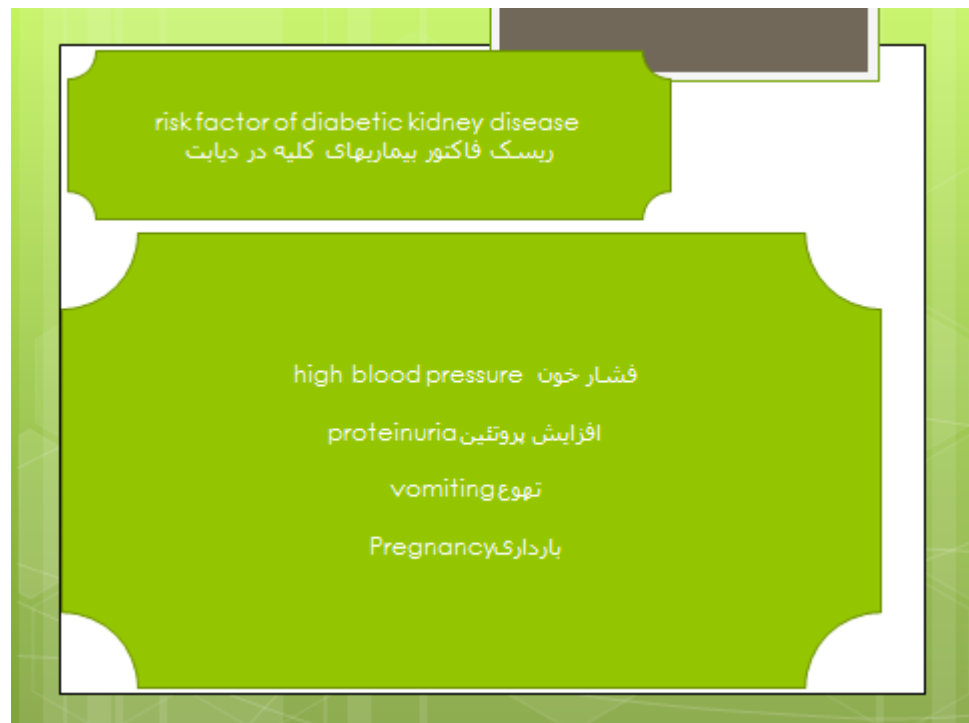 risk factor of diabetic kidney disease
ریسک فاکتور بیماریهای کلیه در دیابت
فشار خون high blood pressure
افزایش پروتئین proteinuria
تهوع vomiting
بارداری Pregnancy